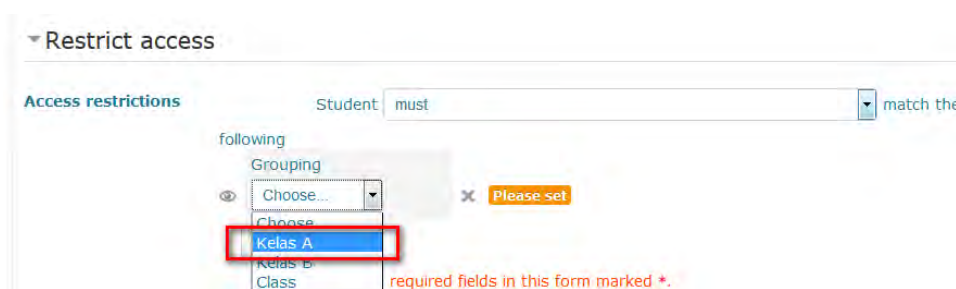 Restrict access
Access restrictions
Student must match the
following
Grouping
Choose...
Please set
Choose...
Kelas A
Kelas B
Class
required fields in this form marked *.